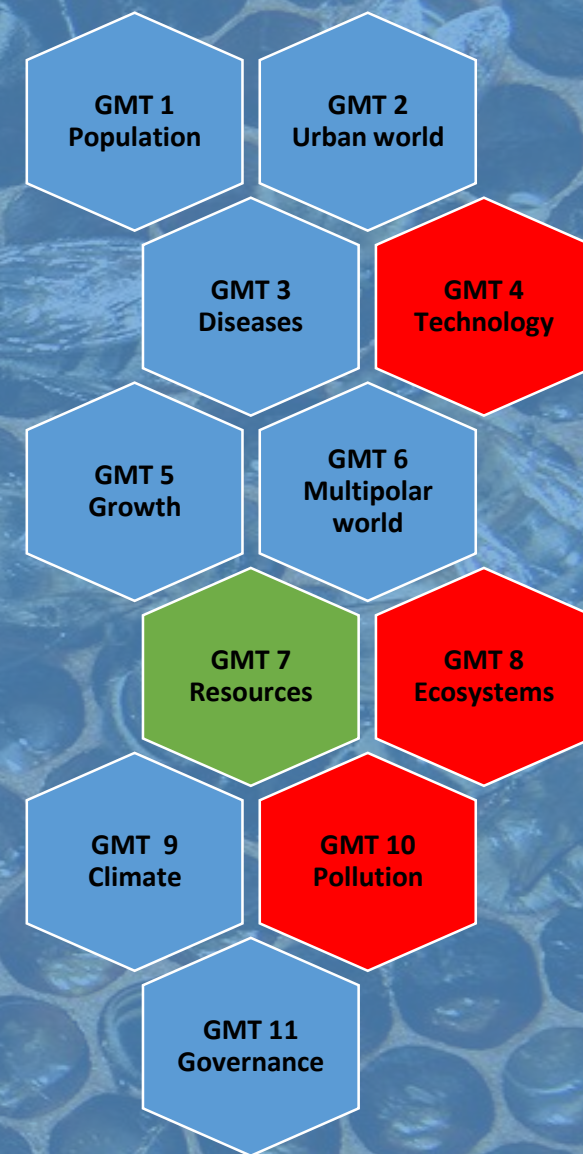 GMT 1
Population
GMT 2
Urban world
GMT 3
Diseases
GMT 4
Technology
GMT 5
Growth
GMT 6
Multipolar
world
GMT 7
Resources
GMT 8
Ecosystems
GMT 9
Climate
GMT 10
Pollution
GMT 11
Governance